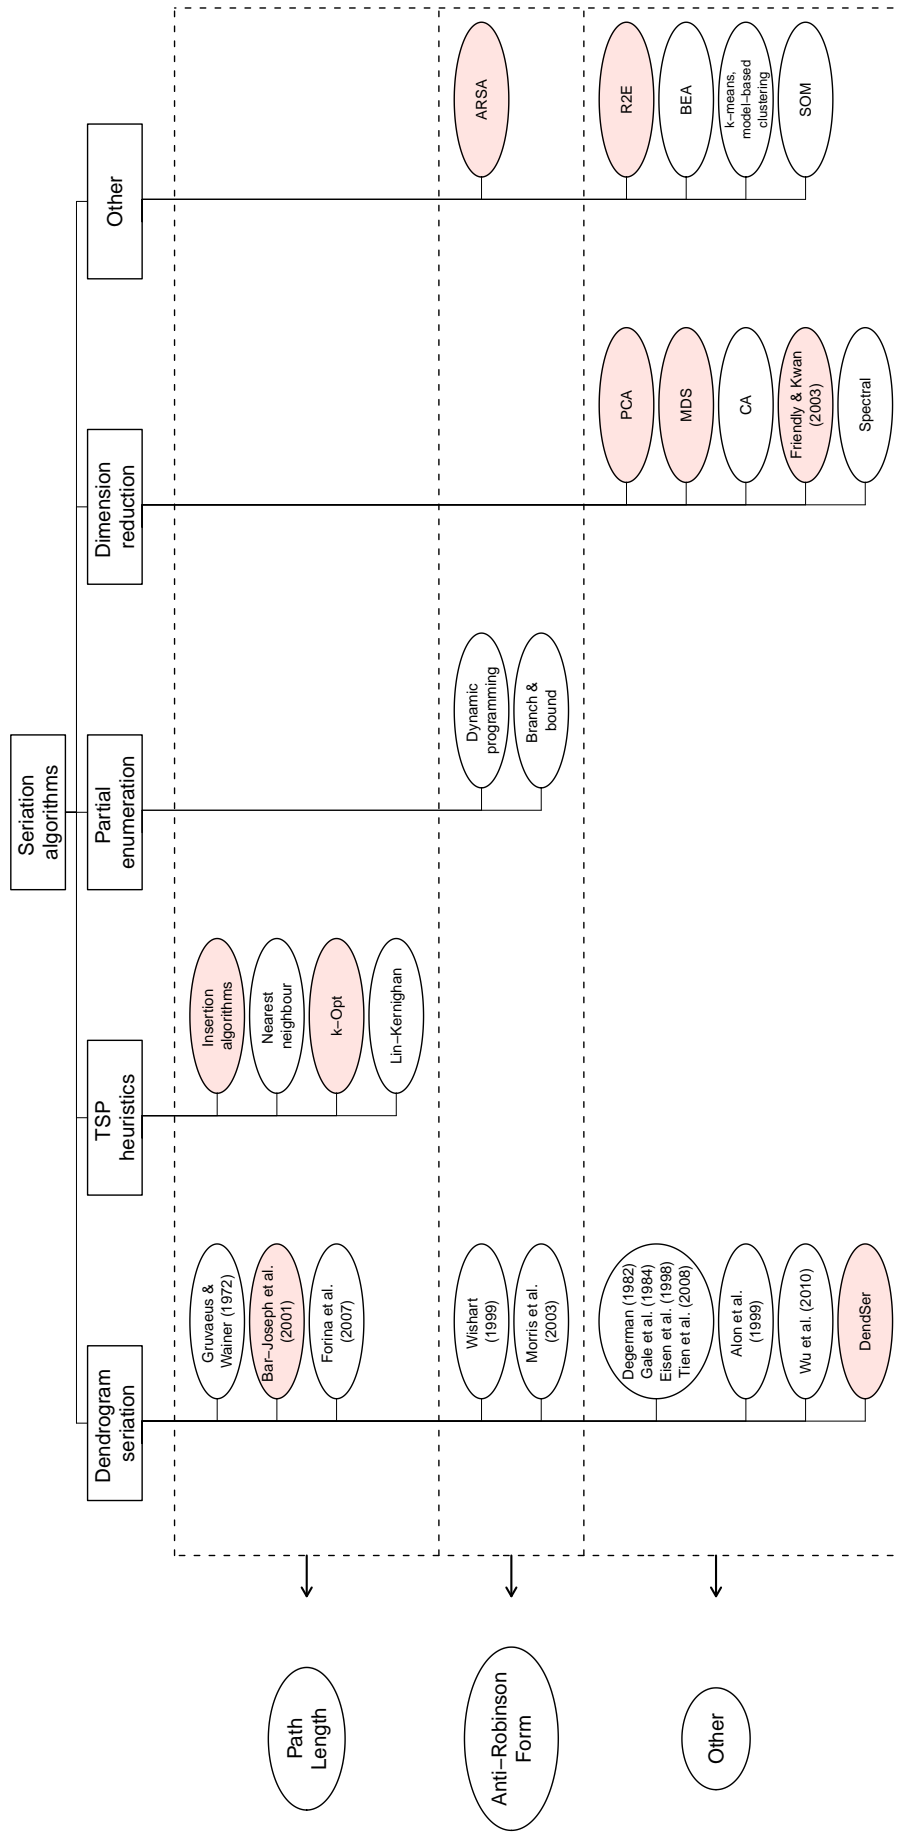 Seriation
algorithms
Dendrogram
seriation
TSP
heuristics
Partial
enumeration
Dimension
reduction
Other
Path
Length
Gruvaeus &
Wainer (1972)
Bar−Joseph et al.
(2001)
Forina et al.
(2007)
Insertion
algorithms
Nearest
neighbour
k−Opt
Lin−Kernighan
Anti−Robinson
Form
Wishart
(1999)
Morris et al.
(2003)
Dynamic
programming
Branch &
bound
ARSA
Other
Degerman (1982)
Gale et al. (1984)
Eisen et al. (1998)
Tien et al. (2008)
Alon et al.
(1999)
Wu et al. (2010)
DendSer
PCA
MDS
CA
Friendly & Kwan
(2003)
Spectral
R2E
BEA
k−means,
model−based
clustering
SOM